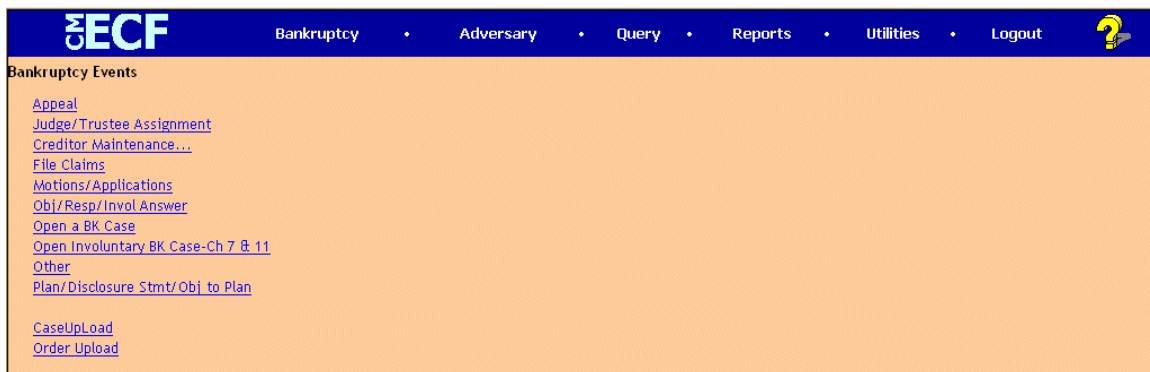 CM ECF Bankruptcy • Adversary • Query • Reports • Utilities • Logout ?
Bankruptcy Events
Appeal
Judge/Trustee Assignment
Creditor Maintenance...
File Claims
Motions/Applications
Obj/Resp/Invol Answer
Open a BK Case
Open Involuntary BK Case-Ch 7 & 11
Other
Plan/Disclosure Stmt/Obj to Plan
CaseUpLoad
Order Upload